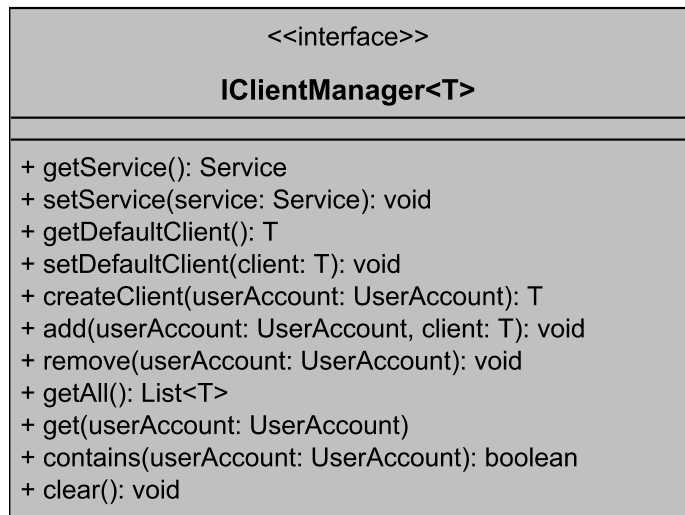 <<interface>>
IClientManager<T>
+ getService(): Service
+ setService(service: Service): void
+ getDefaultClient(): T
+ setDefaultClient(client: T): void
+ createClient(userAccount: UserAccount): T
+ add(userAccount: UserAccount, client: T): void
+ remove(userAccount: UserAccount): void
+ getAll(): List<T>
+ get(userAccount: UserAccount)
+ contains(userAccount: UserAccount): boolean
+ clear(): void